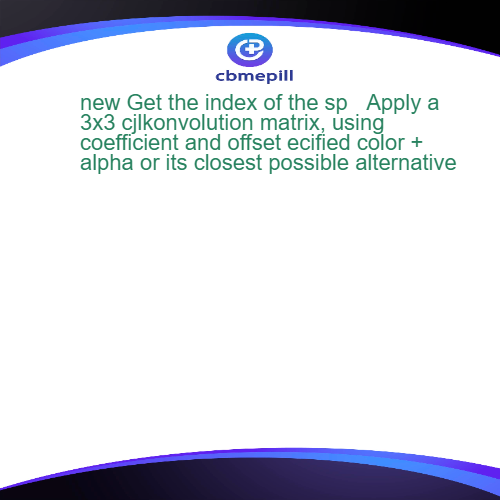 cbmepill
new Get the index of the sp   Apply a
3x3 cjlkonvolution matrix, using
coefficient and offset ecified color +
alpha or its closest possible alternative